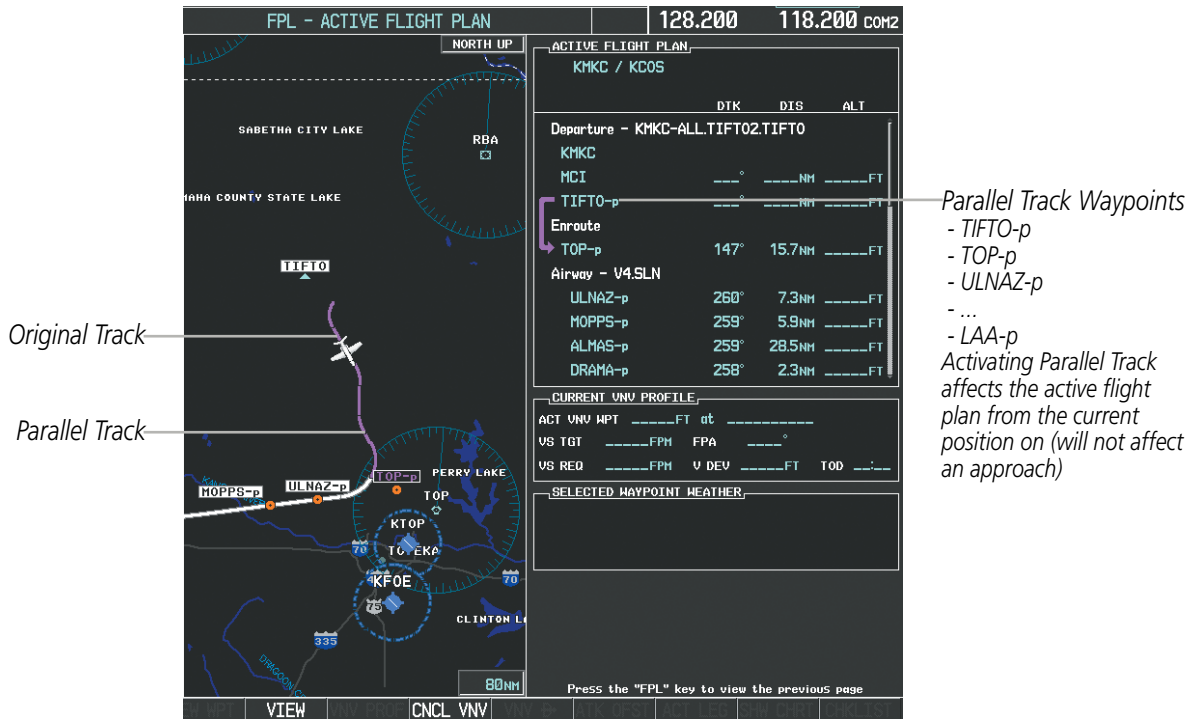 FPL – ACTIVE FLIGHT PLAN
128.200
118.200 COM2
NORTH UP
SABETHA CITY LAKE
RBA
MAHA COUNTY STATE LAKE
TIFTO
PERRY LAKE
TOP-p
MOPPS-p
ULNAZ-p
TOP
KTOP
70
TOPEKA
KFOE
70
75
CLINTON
335
DRAGOON
80NM
ACTIVE FLIGHT PLAN
KMKC / KCOS
DTK DIS ALT
Departure – KMKC-ALL.TIFTO2.TIFTO
KMKC
MCI ___° ____NM _____FT
TIFTO-p ___° ____NM _____FT
Enroute
TOP-p 147° 15.7NM _____FT
Airway – V4.SLN
ULNAZ-p 260° 7.3NM _____FT
MOPPS-p 259° 5.9NM _____FT
ALMAS-p 259° 28.5NM _____FT
DRAMA-p 258° 2.3NM _____FT
CURRENT VNV PROFILE
ACT VNV WPT _____FT at __________
VS TGT _____FPM FPA ____°
VS REQ _____FPM V DEV _____FT TOD __:__
SELECTED WAYPOINT WEATHER
Press the "FPL" key to view the previous page
VIEW
VNV PROF
CNCL VNV
VNV D→
ATK OFST
ACT LEG
SHW CHRT
CHKLIST
Original Track
Parallel Track
Parallel Track Waypoints
- TIFTO-p
- TOP-p
- ULNAZ-p
- ...
- LAA-p
Activating Parallel Track
affects the active flight
plan from the current
position on (will not affect
an approach)